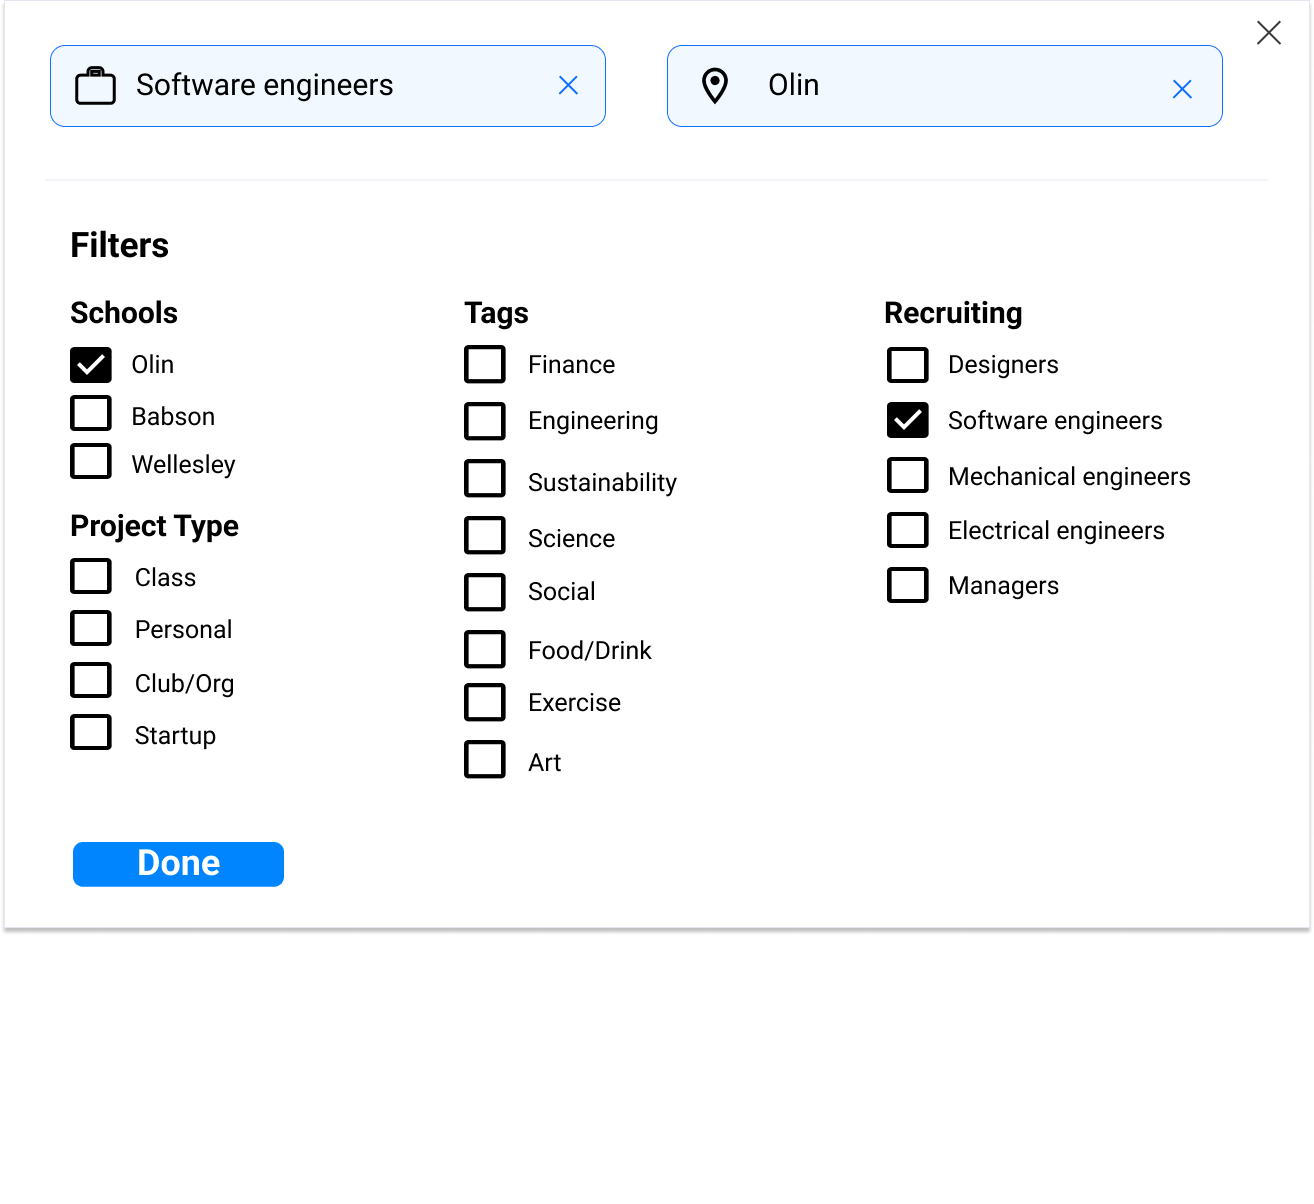 Software engineers
Olin
Filters
Schools
Olin
Babson
Wellesley
Project Type
Class
Personal
Club/Org
Startup
Tags
Finance
Engineering
Sustainability
Science
Social
Food/Drink
Exercise
Art
Recruiting
Designers
Software engineers
Mechanical engineers
Electrical engineers
Managers
Done